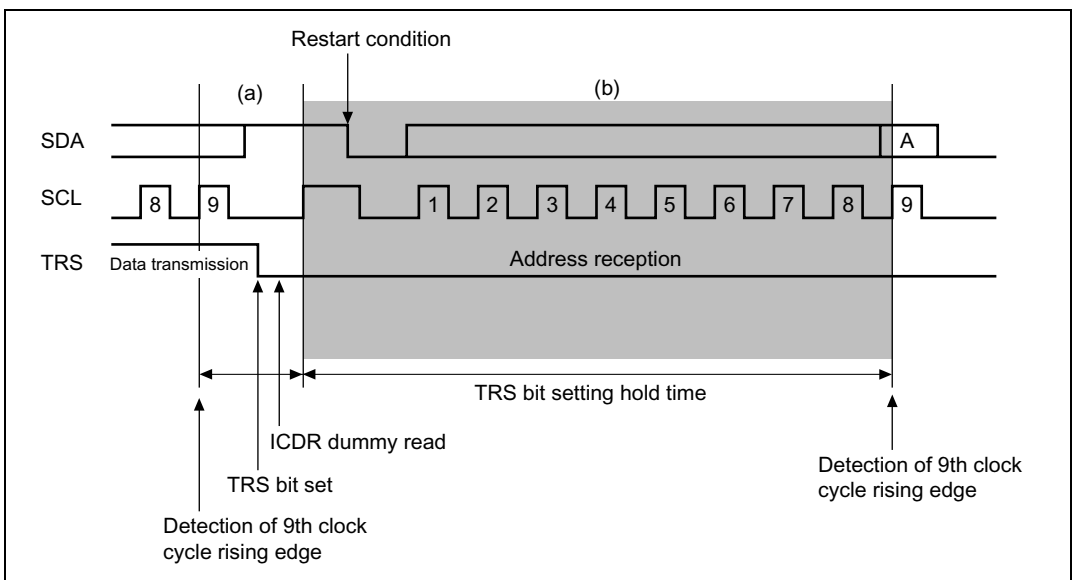 Restart condition
(a)
(b)
SDA
A
SCL
8
9
1
2
3
4
5
6
7
8
9
TRS
Data transmission
Address reception
TRS bit setting hold time
ICDR dummy read
TRS bit set
Detection of 9th clock
cycle rising edge
Detection of 9th clock
cycle rising edge